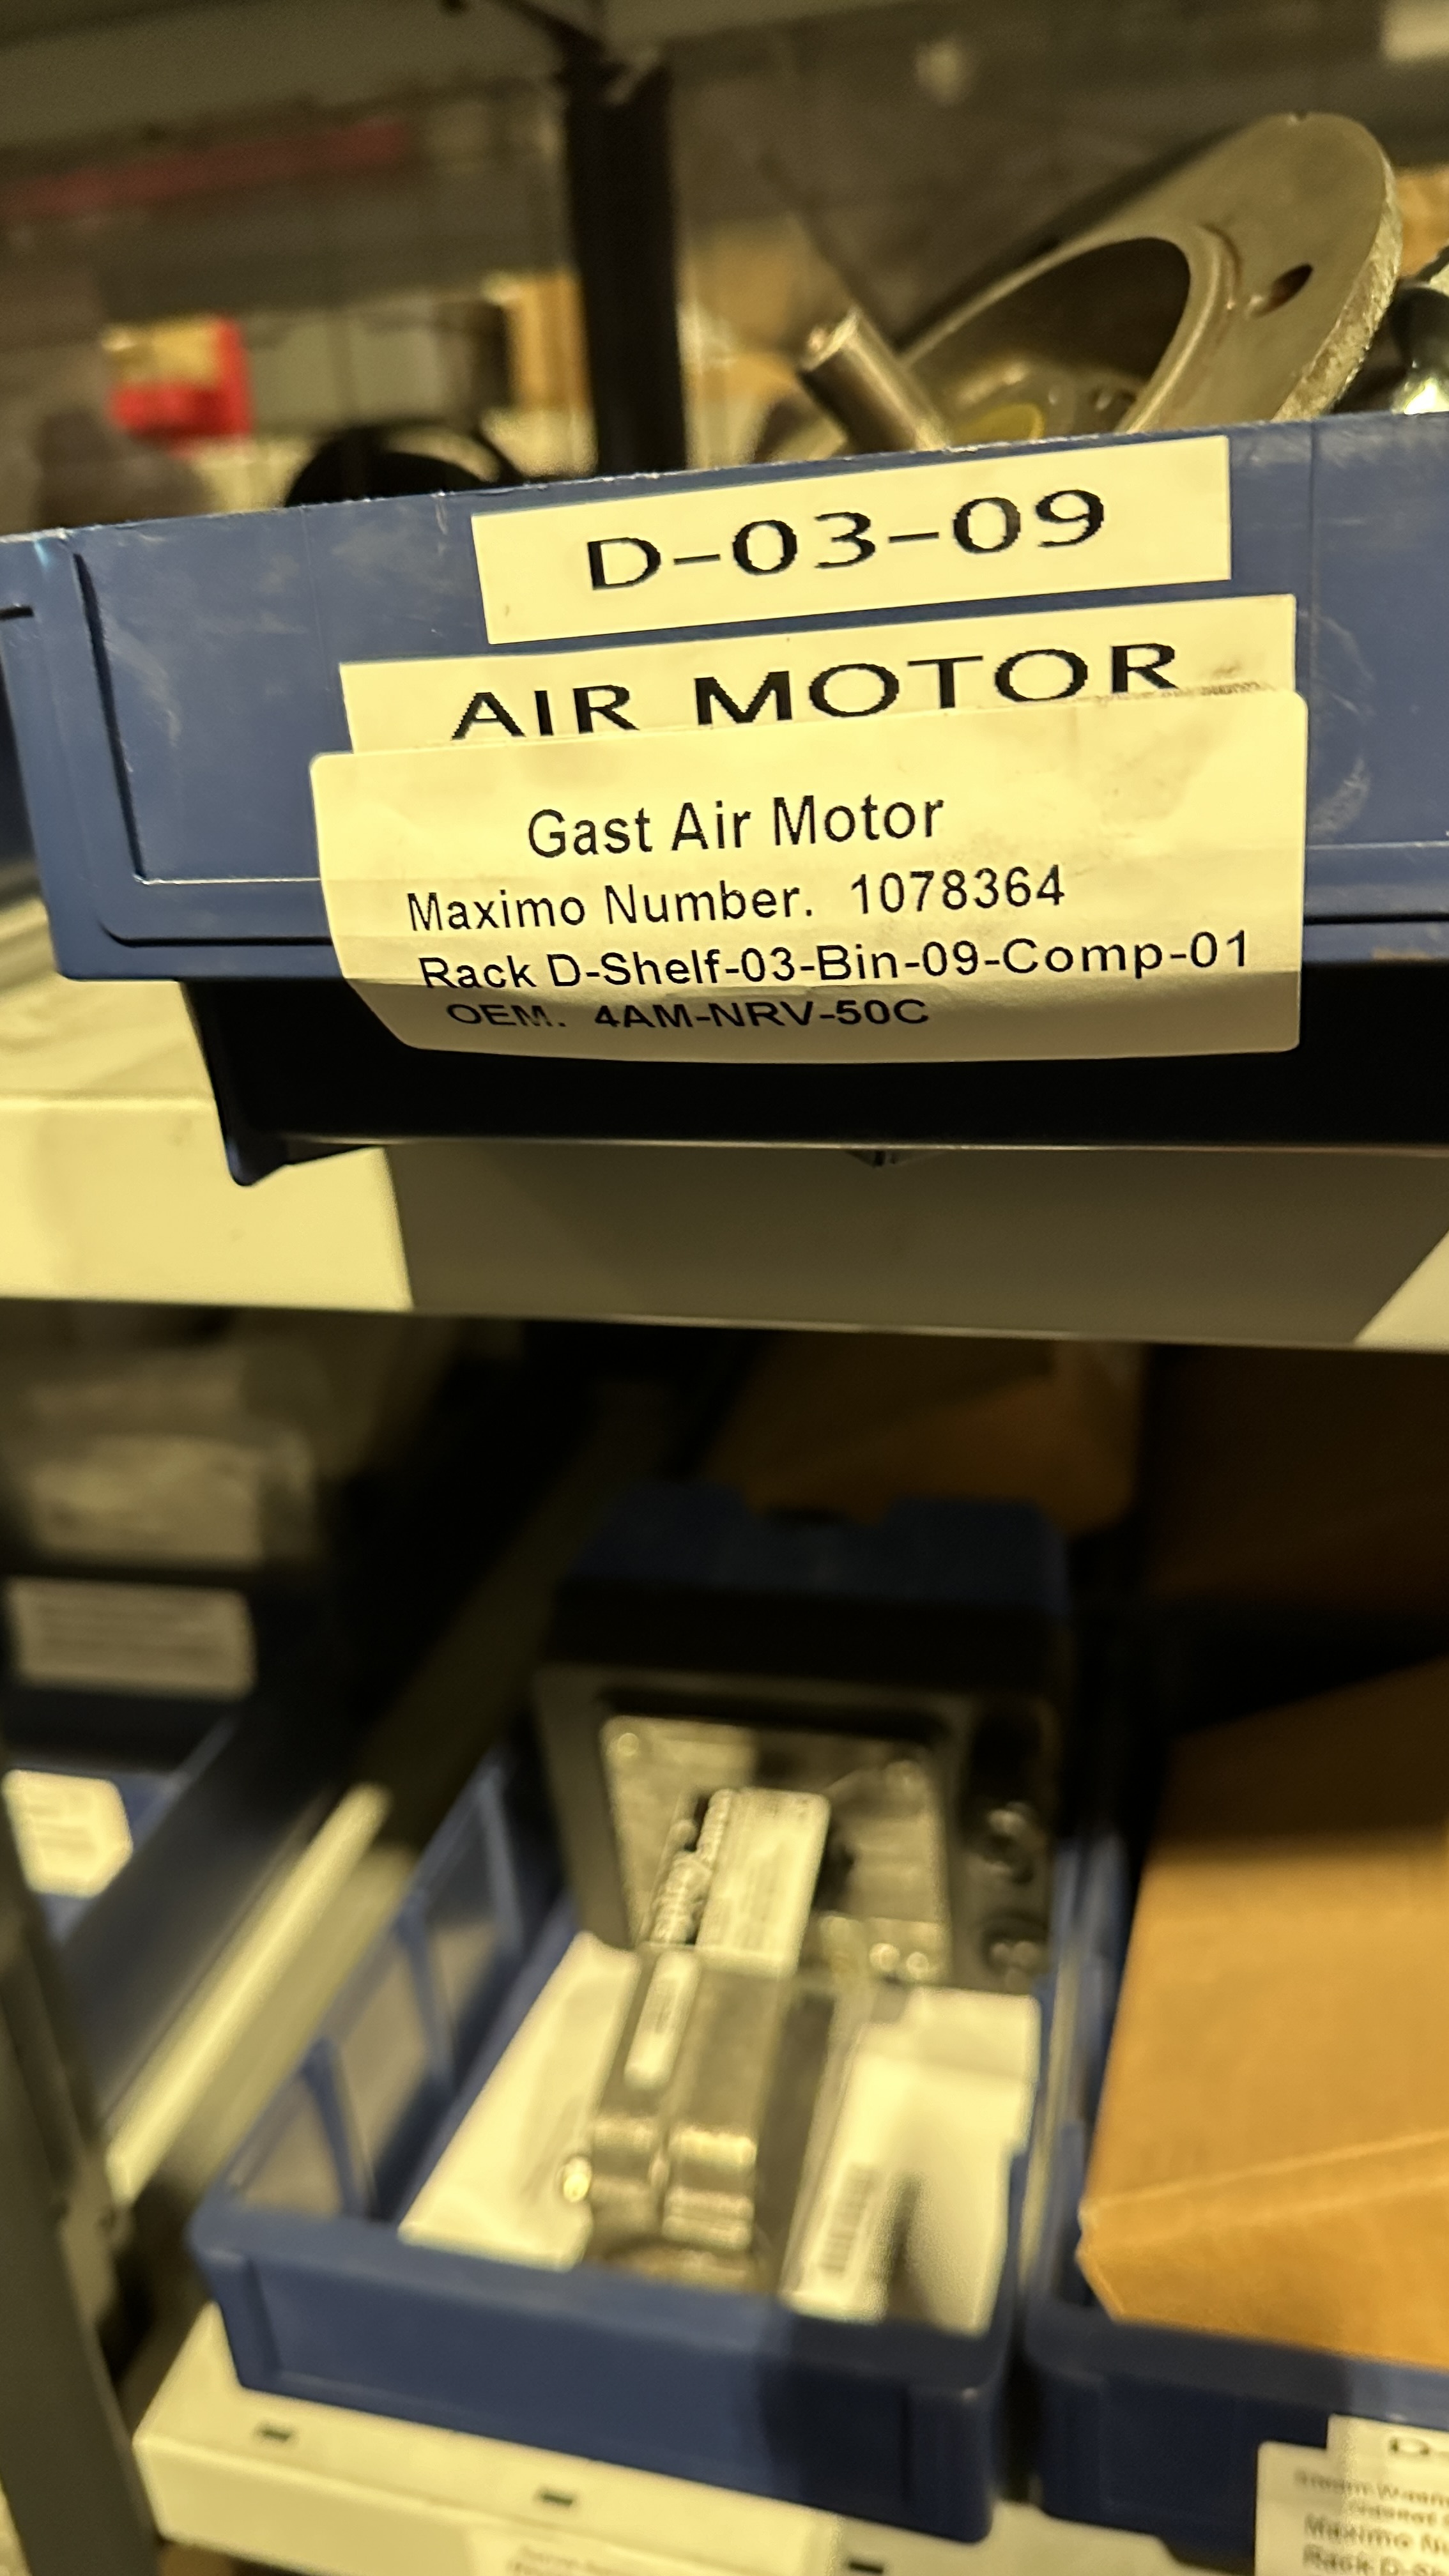 D-03-09
AIR MOTOR
Gast Air Motor
Maximo Number. 1078364
Rack D-Shelf-03-Bin-09-Comp-01
OEM. 4AM-NRV-50C